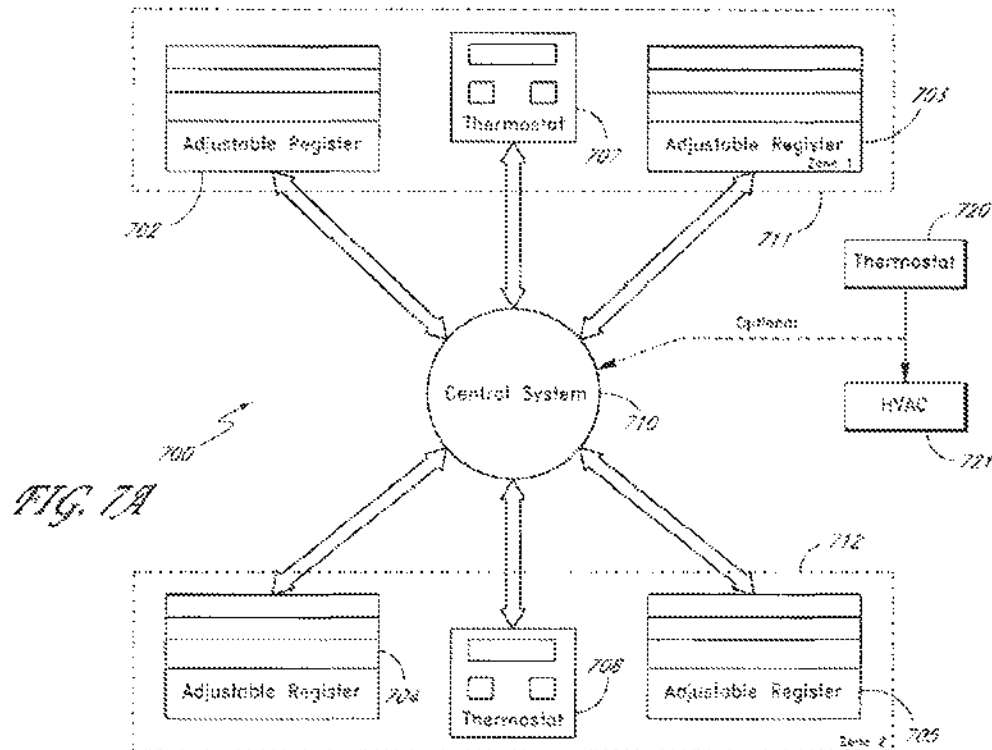 Adjustable Register
Thermostat
Adjustable Register
Zone 1
703
707
702
711
720
Thermostat
Optional
Central System
710
HVAC
721
700
FIG. 7A
712
Adjustable Register
704
Thermostat
708
Adjustable Register
705
Zone 2